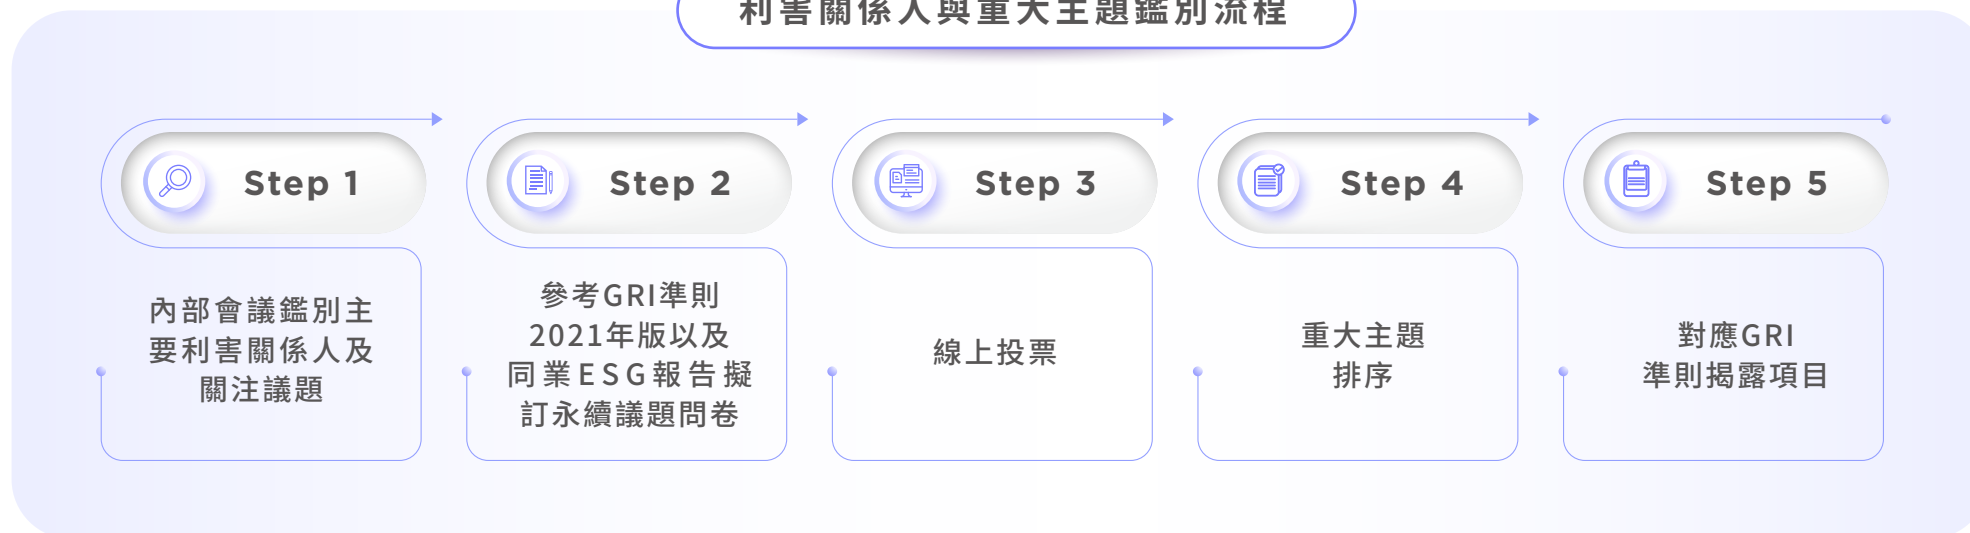 利害關係人與重大主題鑑別流程
Step 1
內部會議鑑別主
要利害關係人及
關注議題
Step 2
參考GRI準則
2021年版以及
同業ESG報告擬
訂永續議題問卷
Step 3
線上投票
Step 4
重大主題
排序
Step 5
對應GRI
準則揭露項目